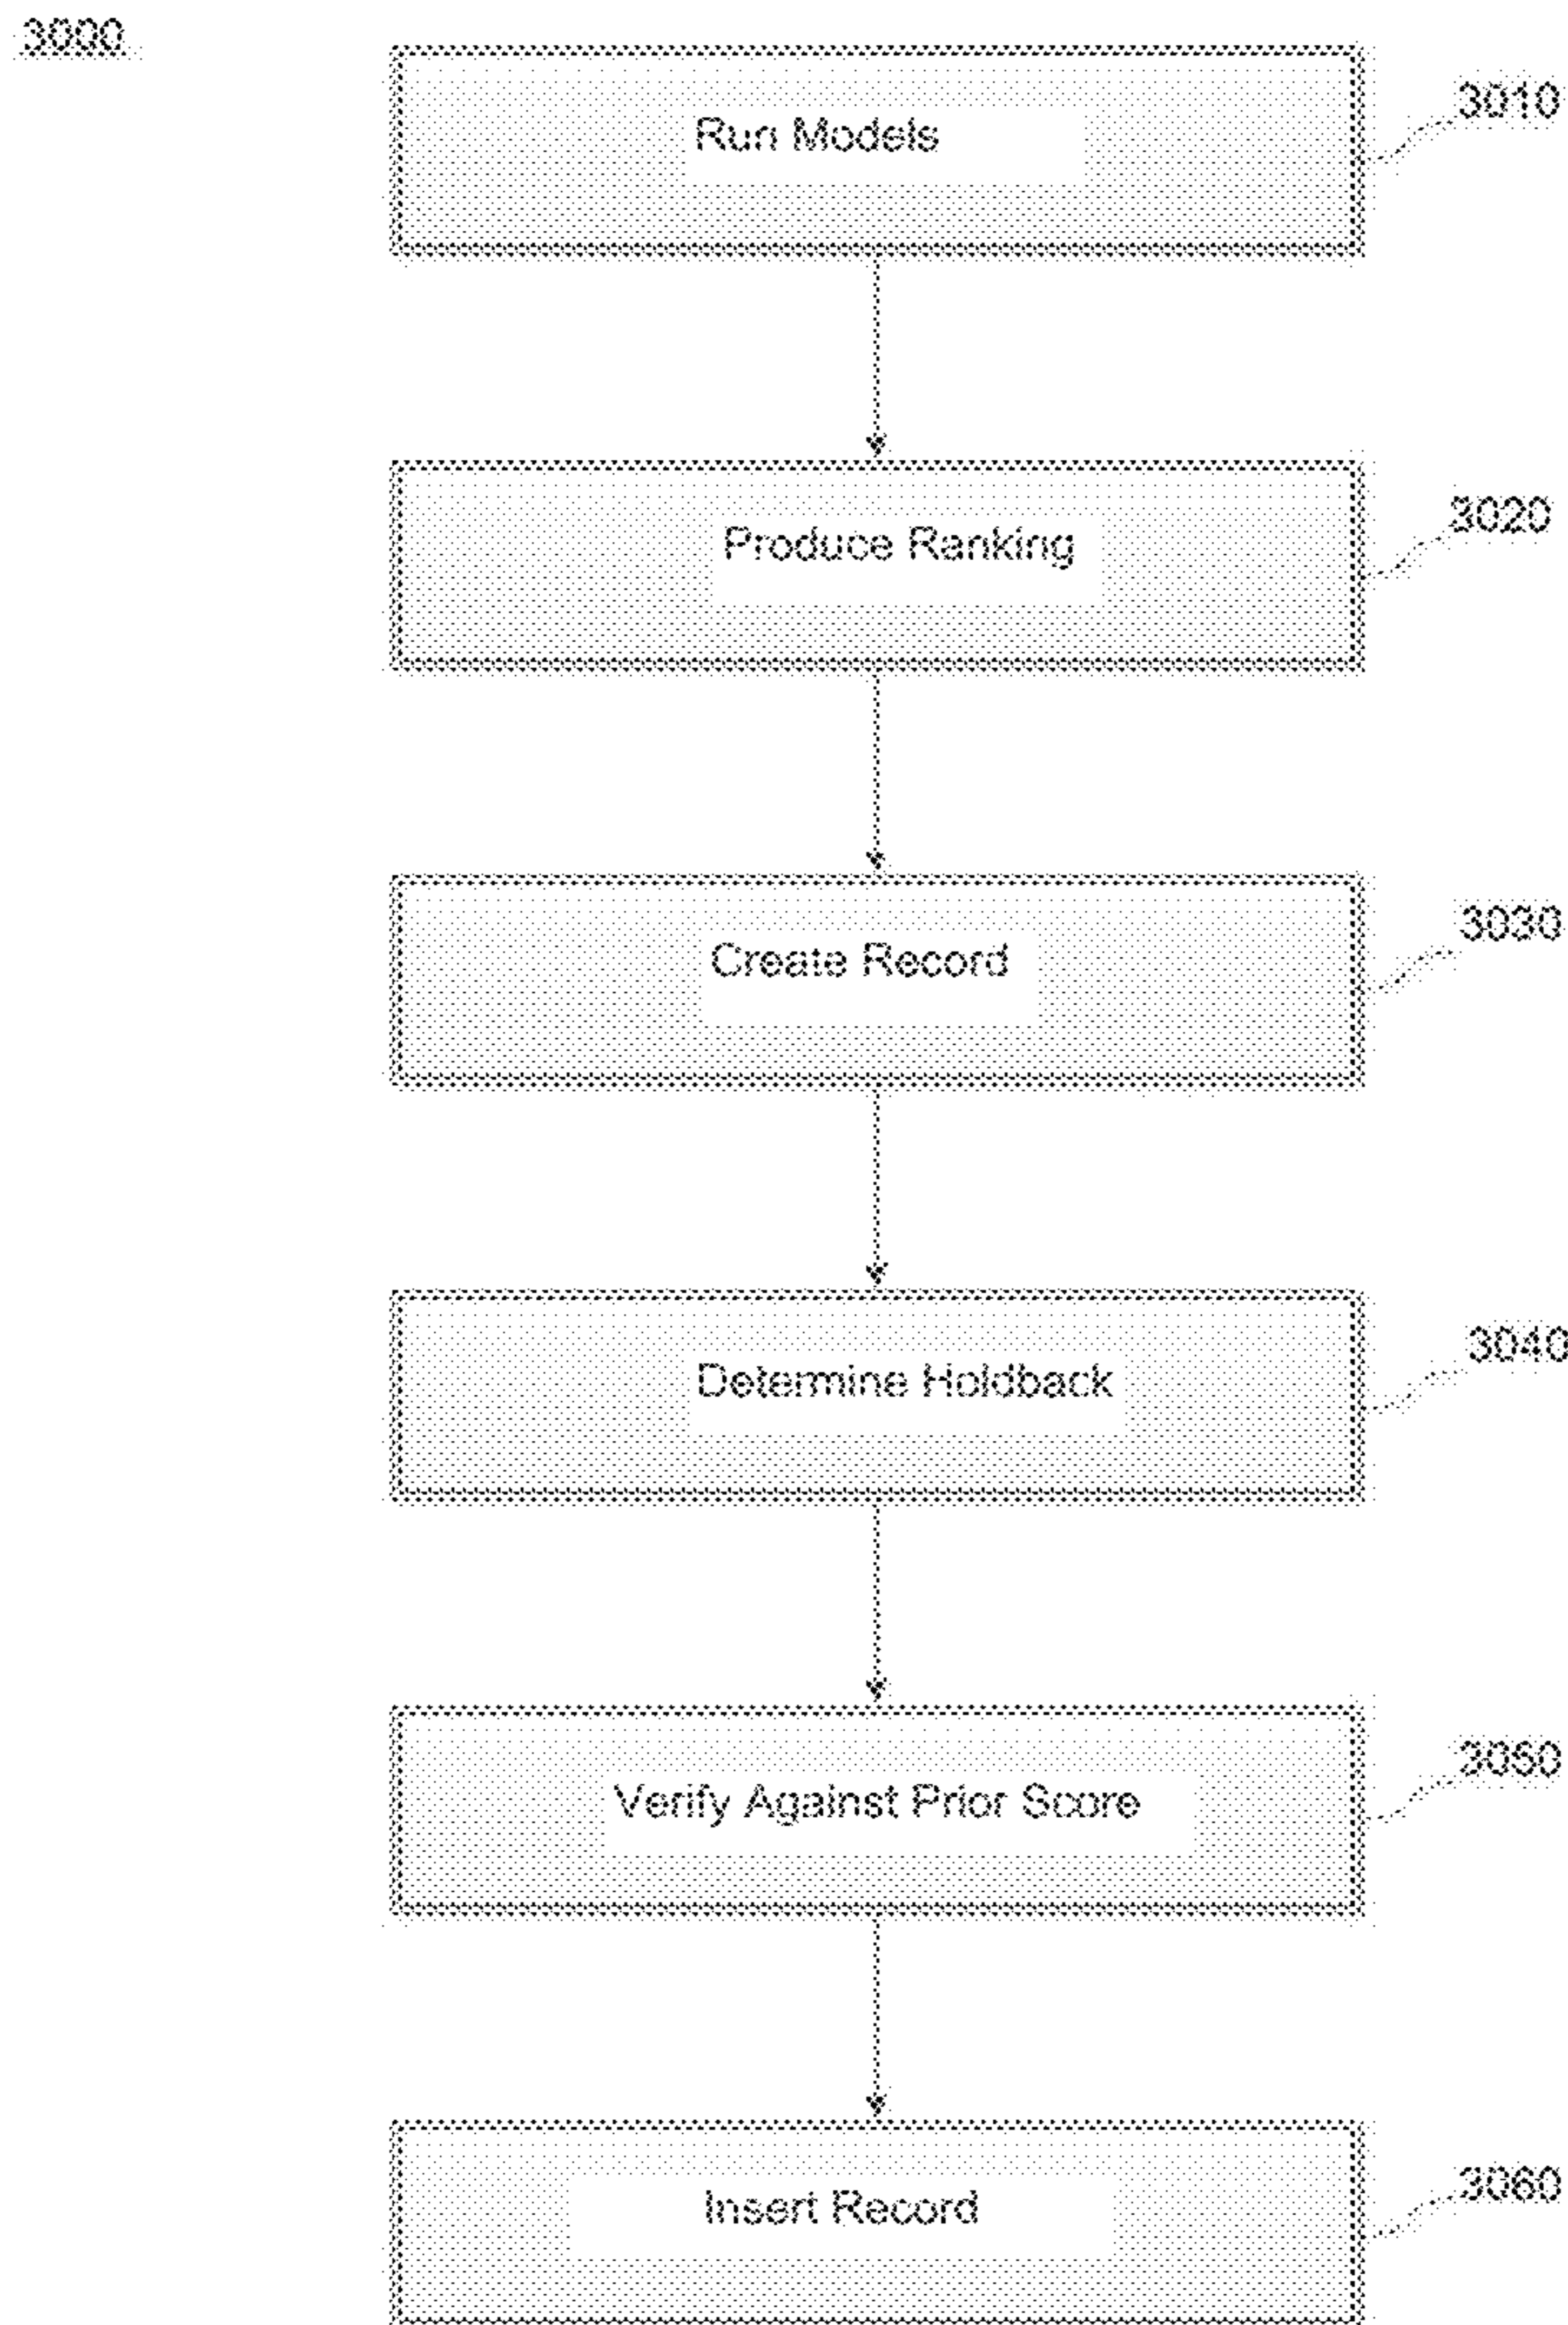 3000
Run Models
3010
Produce Ranking
3020
Create Record
3030
Determine Holdback
3040
Verify Against Prior Score
3050
Insert Record
3060